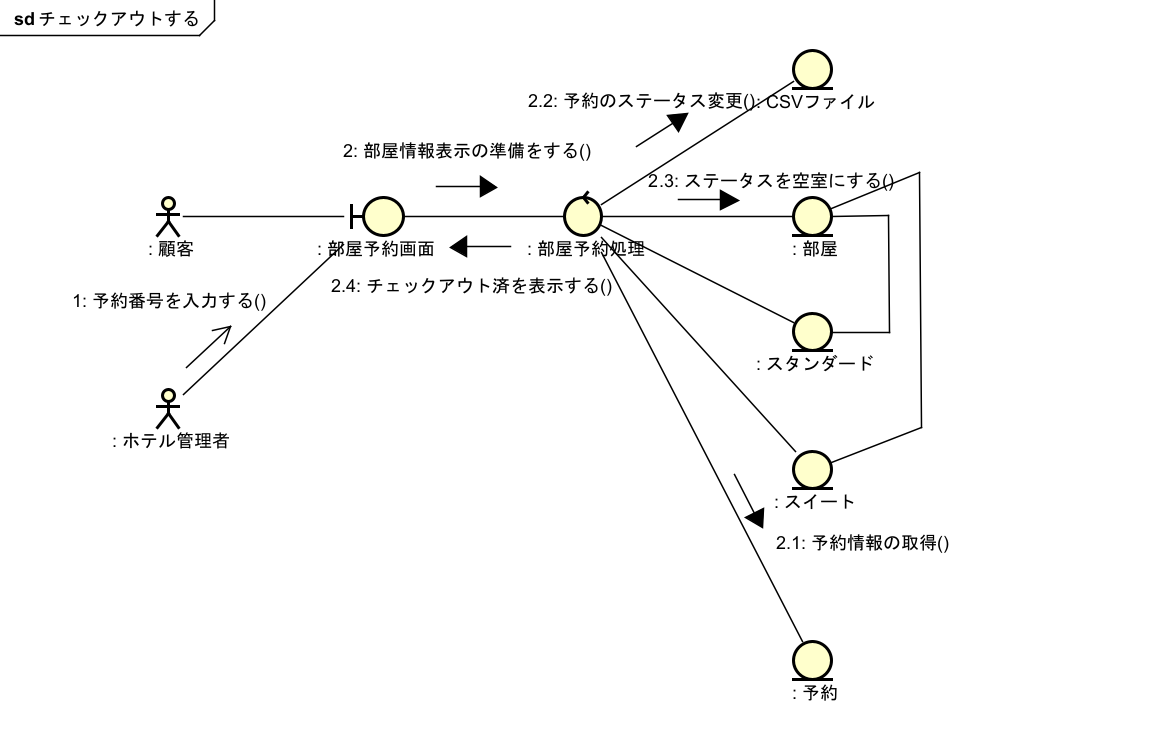 sd チェックアウトする
2.2: 予約のステータス変更()
: CSVファイル
2: 部屋情報表示の準備をする()
2.3: ステータスを空室にする()
: 顧客
: 部屋予約画面
: 部屋予約処理
: 部屋
2.4: チェックアウト済を表示する()
1: 予約番号を入力する()
: スタンダード
: ホテル管理者
: スイート
2.1: 予約情報の取得()
: 予約